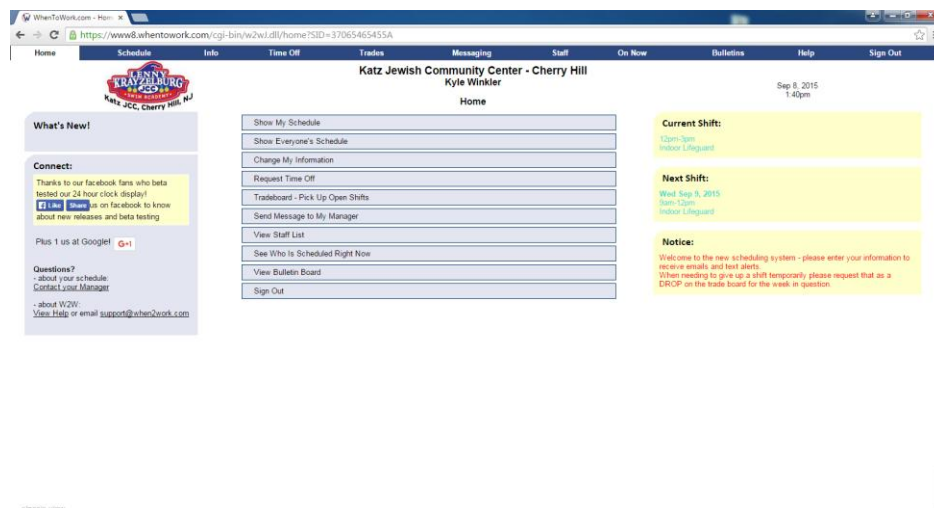 WhenToWork.com - Hom
https://www8.whentowork.com/cgi-bin/w2wJ.dll/home?SID=37065465455A
Home Schedule Info Time Off Trades Messaging Staff On Now Bulletins Help Sign Out
LENNY
KRAYZELBURG
JCC
SWIM ACADEMY
Katz JCC, Cherry Hill, NJ
Katz Jewish Community Center - Cherry Hill
Kyle Winkler
Home
Sep 8, 2015
1:40pm
What's New!
Connect:
Thanks to our facebook fans who beta
tested our 24 hour clock display!
Like Share us on facebook to know
about new releases and beta testing
Plus 1 us at Google! G+1
Questions?
- about your schedule:
Contact your Manager
- about W2W:
View Help or email support@when2work.com
Show My Schedule
Show Everyone's Schedule
Change My Information
Request Time Off
Tradeboard - Pick Up Open Shifts
Send Message to My Manager
View Staff List
See Who Is Scheduled Right Now
View Bulletin Board
Sign Out
Current Shift:
12pm-3pm
Indoor Lifeguard
Next Shift:
Wed Sep 9, 2015
9am-12pm
Indoor Lifeguard
Notice:
Welcome to the new scheduling system - please enter your information to
receive emails and text alerts.
When needing to give up a shift temporarily please request that as a
DROP on the trade board for the week in question.